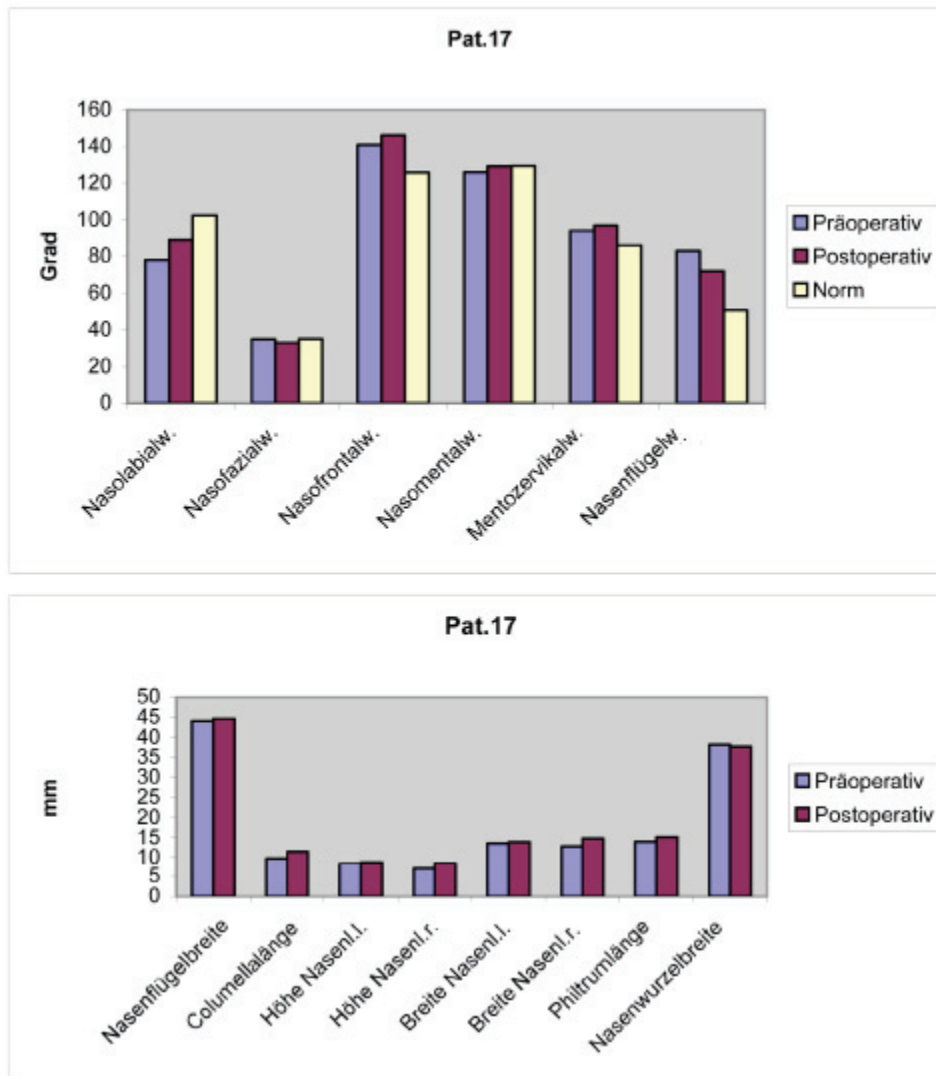 Pat.17
160
140
120
100
80
60
40
20
0
Grad
Nasolabialw.
Nasofazialw.
Nasofrontalw.
Nasomentalw.
Mentozervikalw.
Nasenflügelw.
Präoperativ
Postoperativ
Norm
Pat.17
50
45
40
35
30
25
20
15
10
5
0
mm
Nasenflügelbreite
Columellalänge
Höhe Nasenl.l.
Höhe Nasenl.r.
Breite Nasenl.l.
Breite Nasenl.r.
Philtrumlänge
Nasenwurzelbreite
Präoperativ
Postoperativ